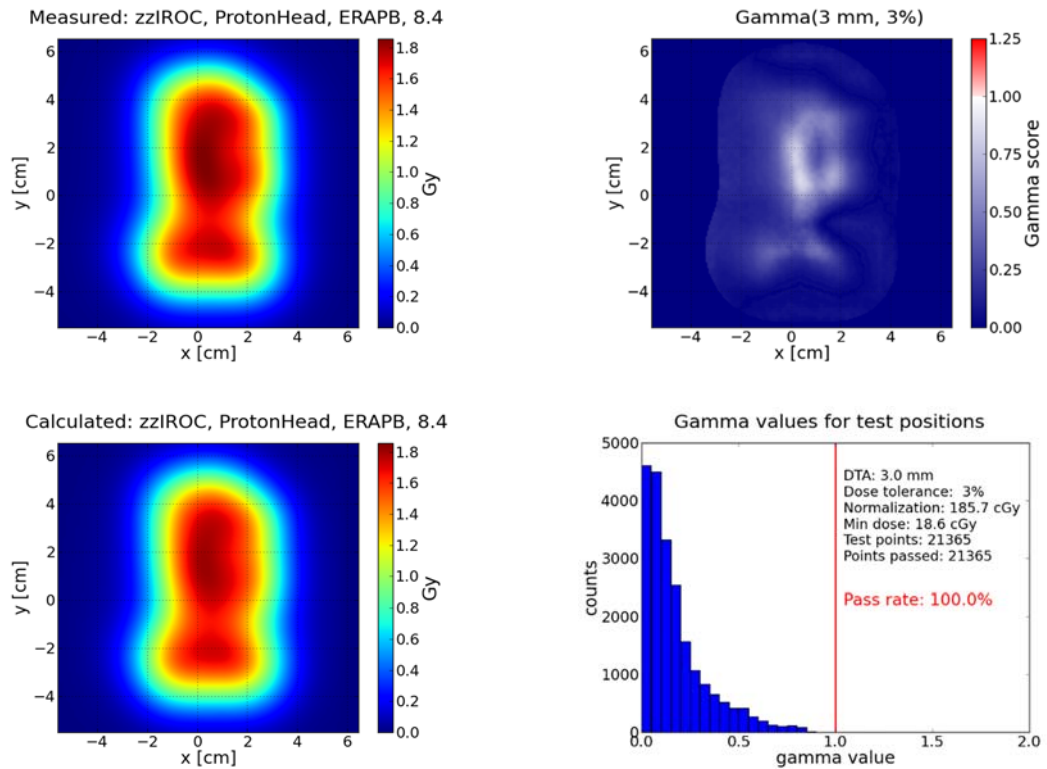 Measured: zzIROC, ProtonHead, ERAPB, 8.4
6
4
2
0
−2
−4
y [cm]
−4 −2 0 2 4 6
x [cm]
1.8
1.6
1.4
1.2
1.0
0.8
0.6
0.4
0.2
0.0
Gy
Gamma(3 mm, 3%)
6
4
2
0
−2
−4
y [cm]
−4 −2 0 2 4 6
x [cm]
1.25
1.00
0.75
0.50
0.25
0.00
Gamma score
Calculated: zzIROC, ProtonHead, ERAPB, 8.4
6
4
2
0
−2
−4
y [cm]
−4 −2 0 2 4 6
x [cm]
1.8
1.6
1.4
1.2
1.0
0.8
0.6
0.4
0.2
0.0
Gy
Gamma values for test positions
5000
4000
3000
2000
1000
0
counts
DTA: 3.0 mm
Dose tolerance: 3%
Normalization: 185.7 cGy
Min dose: 18.6 cGy
Test points: 21365
Points passed: 21365
Pass rate: 100.0%
0.0 0.5 1.0 1.5 2.0
gamma value